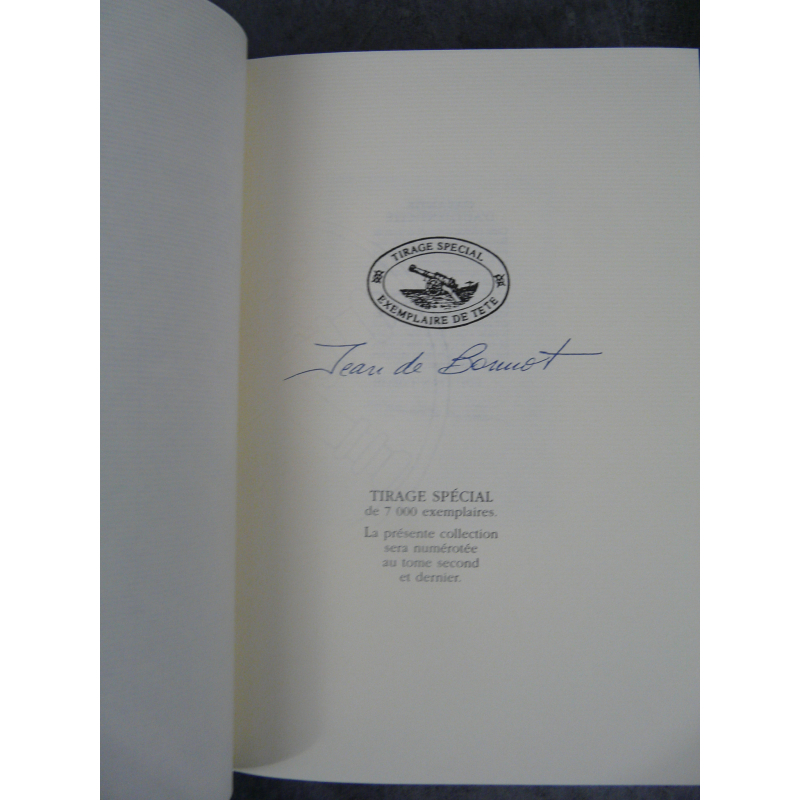 TIRAGE SPECIAL
EXEMPLAIRE DE TETE
Jean de Bonnot
TIRAGE SPÉCIAL
de 7 000 exemplaires.
La présente collection
sera numérotée
au tome second
et dernier.